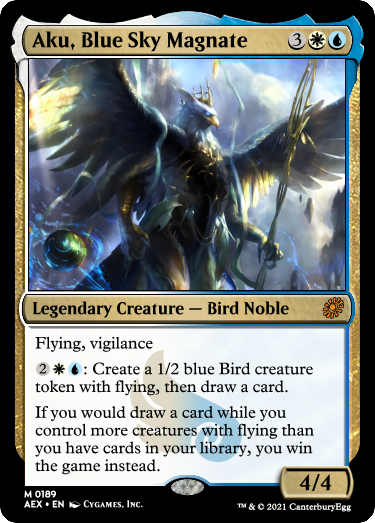 Aku, Blue Sky Magnate 3
Legendary Creature — Bird Noble
Flying, vigilance
2: Create a 1/2 blue Bird creature
token with flying, then draw a card.
If you would draw a card while you
control more creatures with flying than
you have cards in your library, you win
the game instead.
4/4
M 0189
AEX • EN CYGAMES, INC.
™ & © 2021 CanterburyEgg